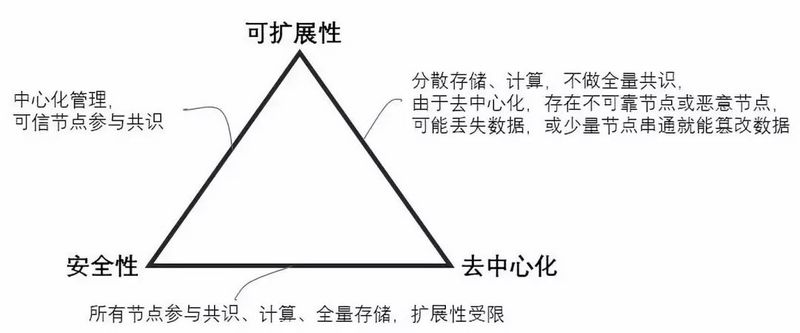 可扩展性
中心化管理，
可信节点参与共识
分散存储、计算，不做全量共识，
由于去中心化，存在不可靠节点或恶意节点，
可能丢失数据，或少量节点串通就能篡改数据
安全性
去中心化
所有节点参与共识、计算、全量存储，扩展性受限